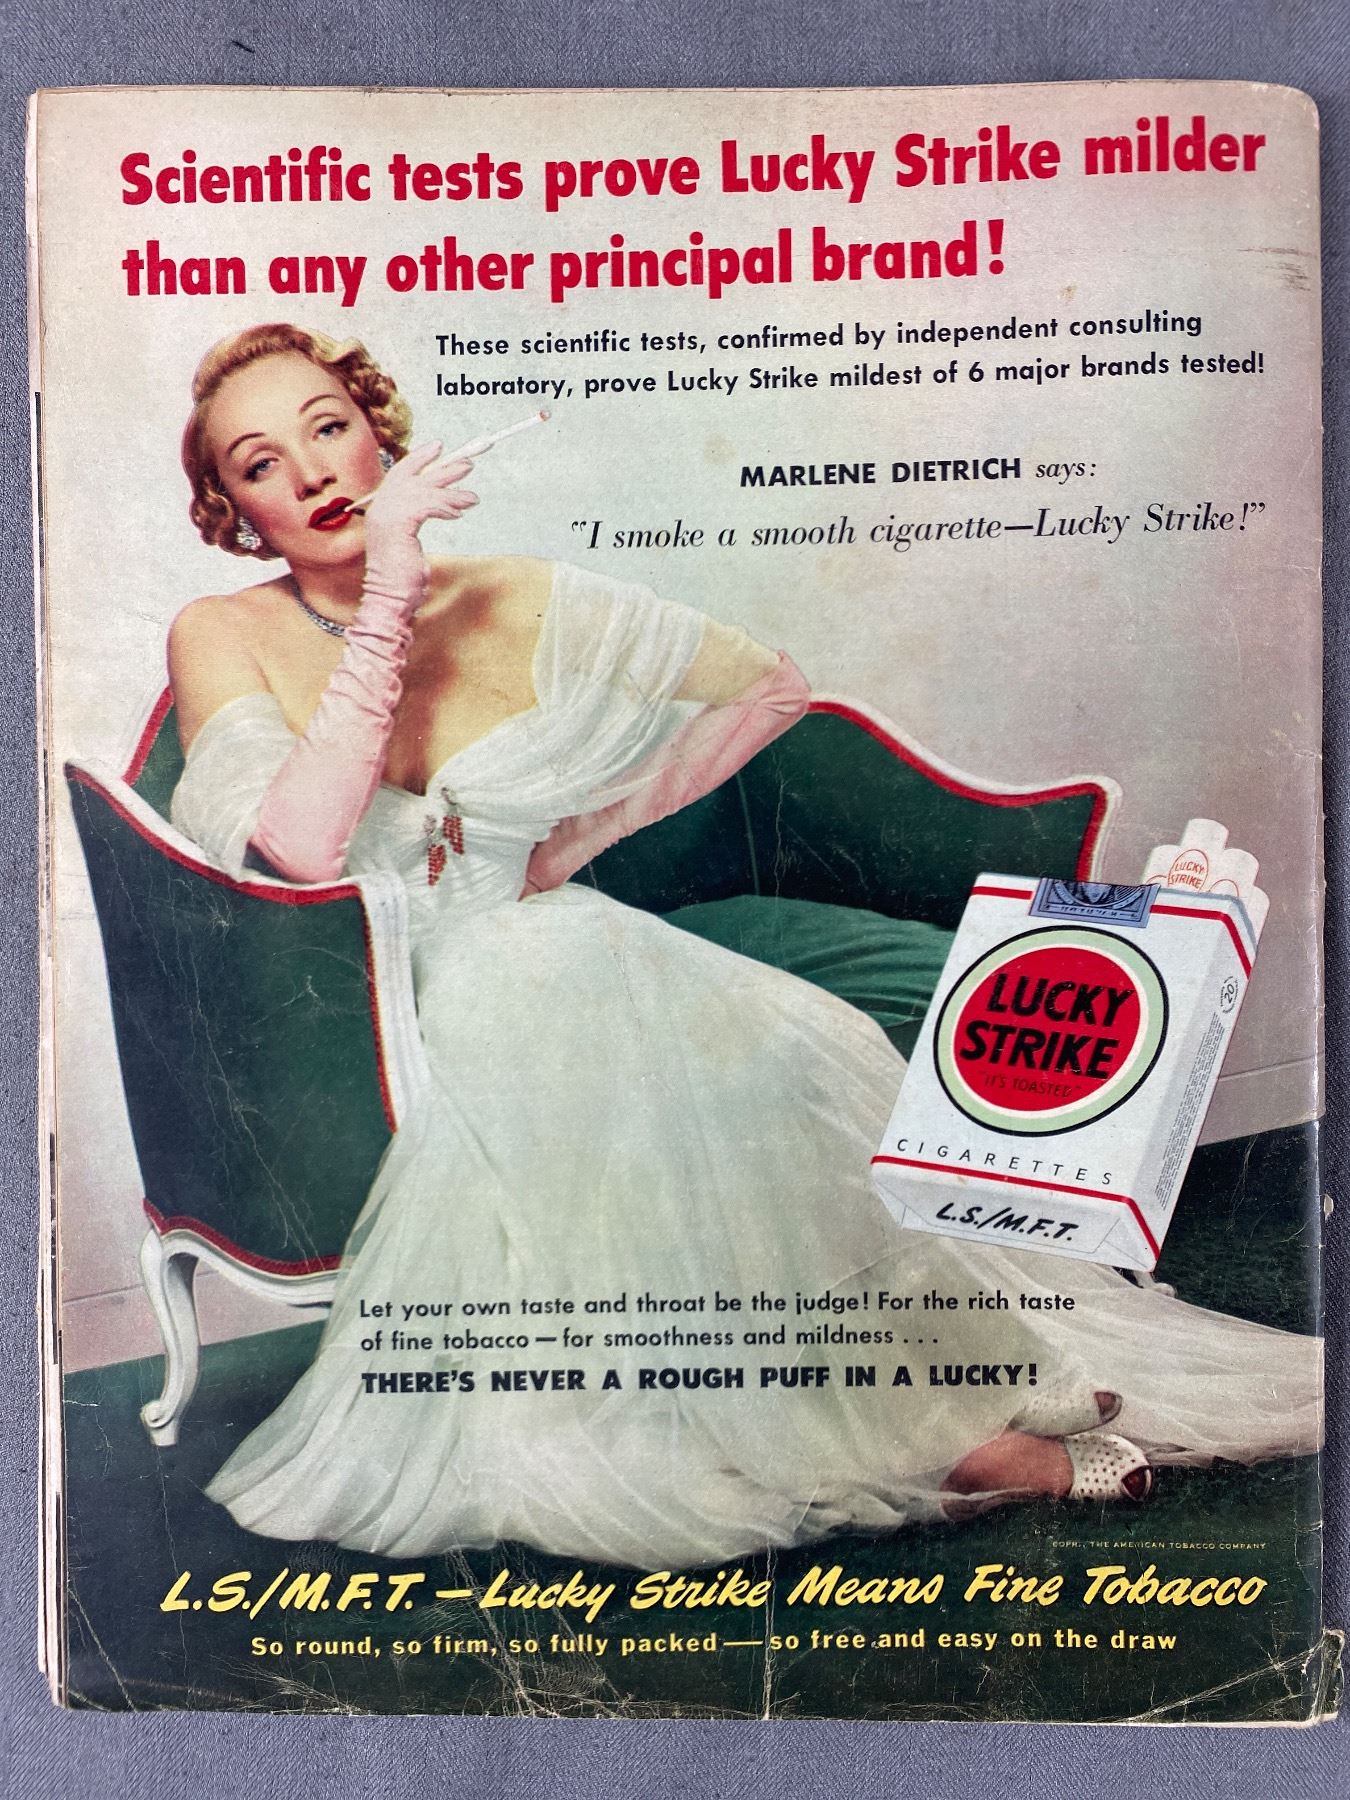 Scientific tests prove Lucky Strike milder
than any other principal brand!
These scientific tests, confirmed by independent consulting
laboratory, prove Lucky Strike mildest of 6 major brands tested!
MARLENE DIETRICH says:
“I smoke a smooth cigarette—Lucky Strike!”
LUCKY
STRIKE
LUCKY
STRIKE
"IT'S TOASTED"
20
CIGARETTES
L.S./M.F.T.
Let your own taste and throat be the judge! For the rich taste
of fine tobacco — for smoothness and mildness . . .
THERE'S NEVER A ROUGH PUFF IN A LUCKY!
COPR., THE AMERICAN TOBACCO COMPANY
L.S./M.F.T. — Lucky Strike Means Fine Tobacco
So round, so firm, so fully packed — so free and easy on the draw